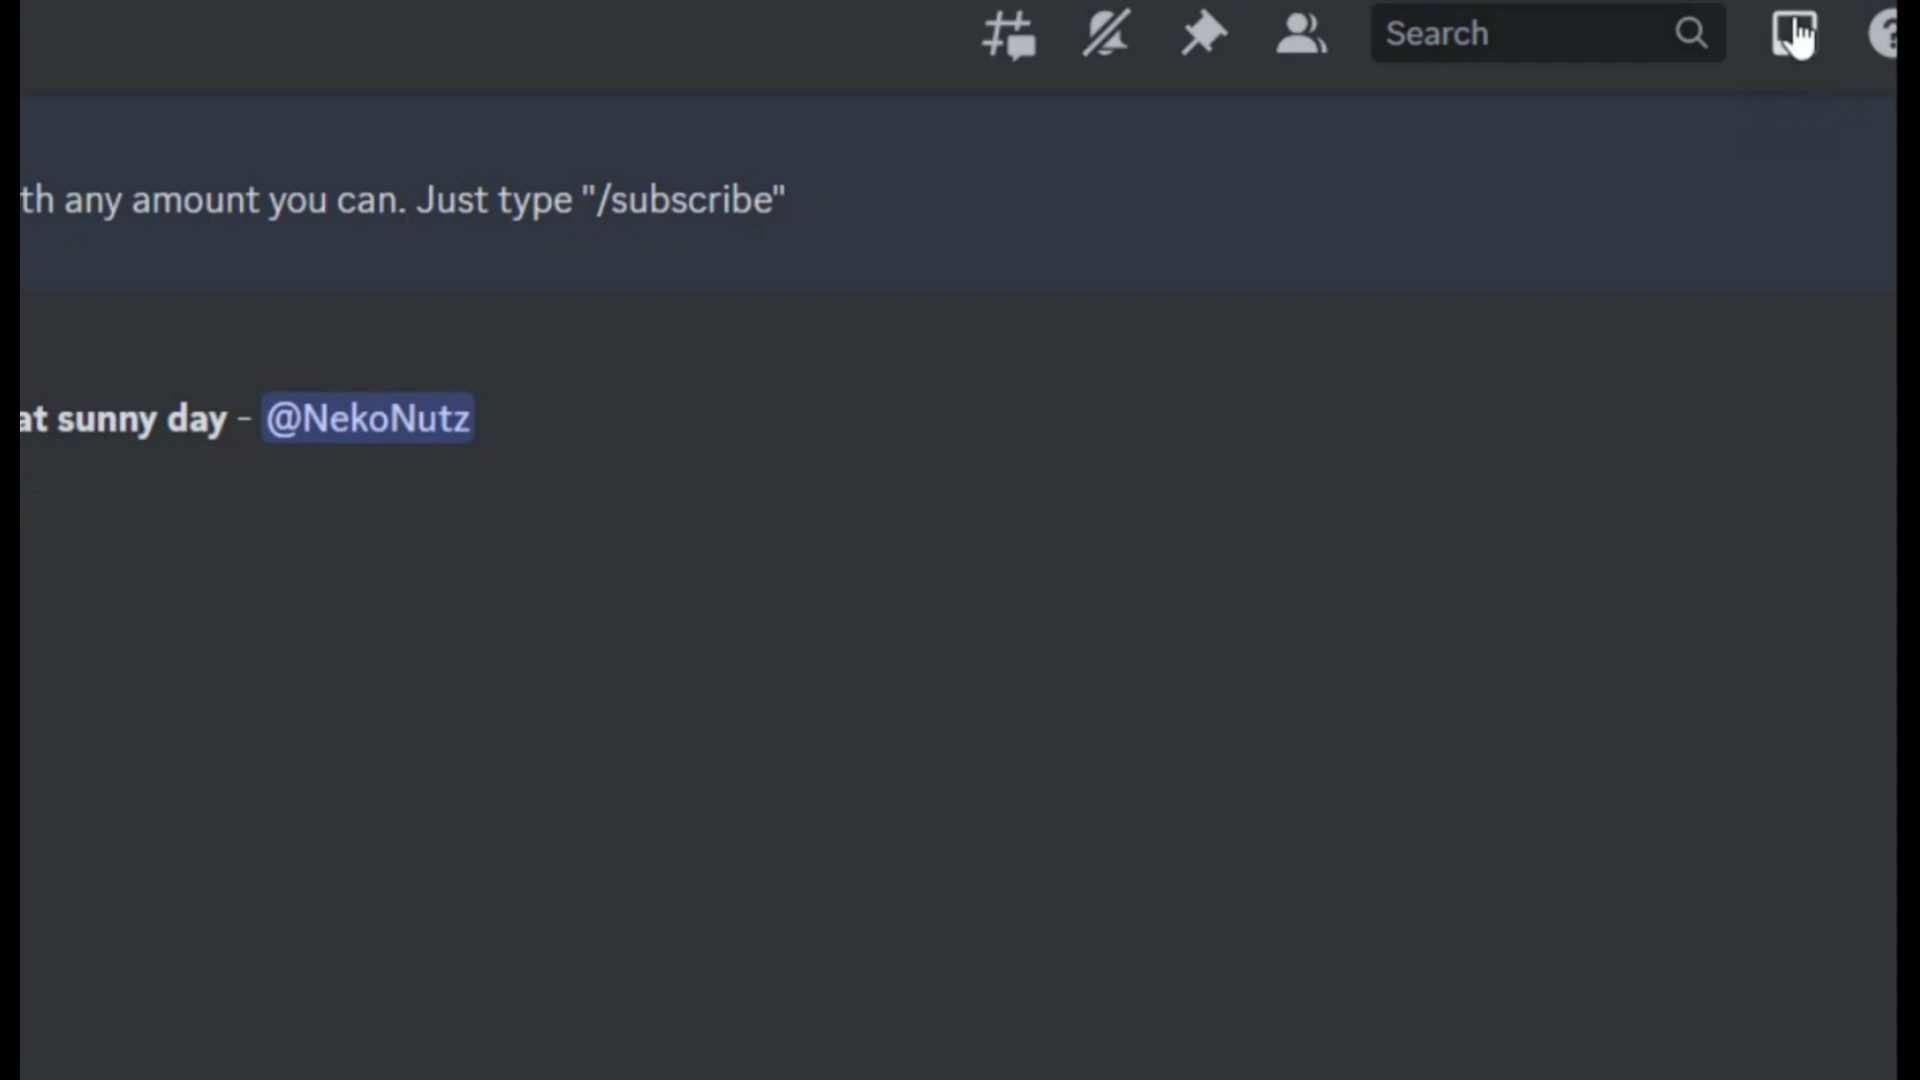 Search
th any amount you can. Just type "/subscribe"
at sunny day - @NekoNutz